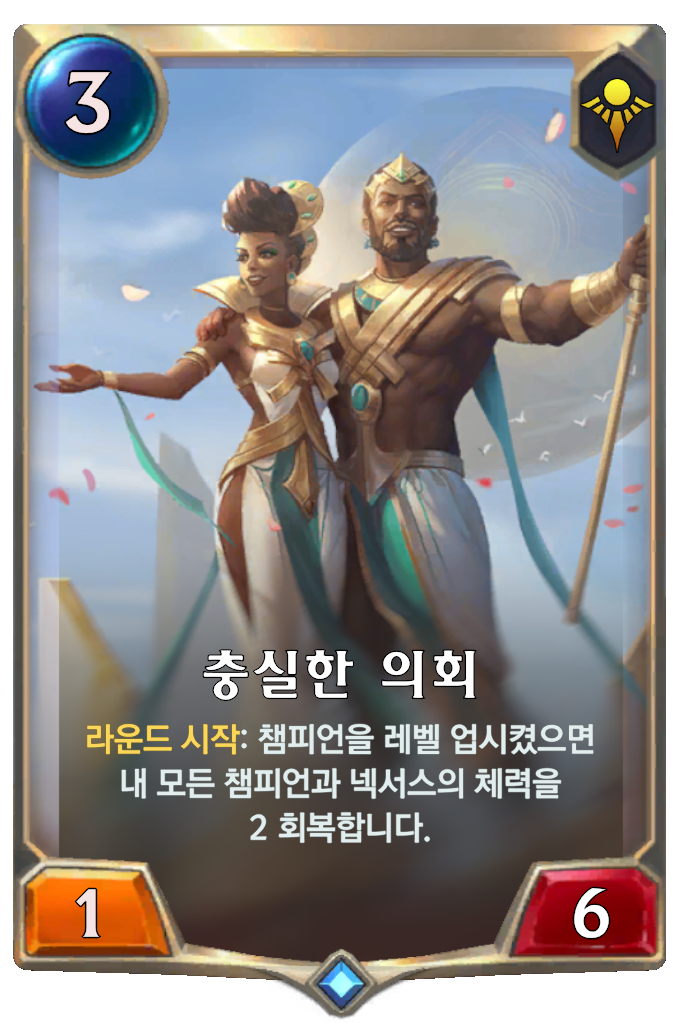 3
충실한 의회
라운드 시작: 챔피언을 레벨 업시켰으면
내 모든 챔피언과 넥서스의 체력을
2 회복합니다.
1
6